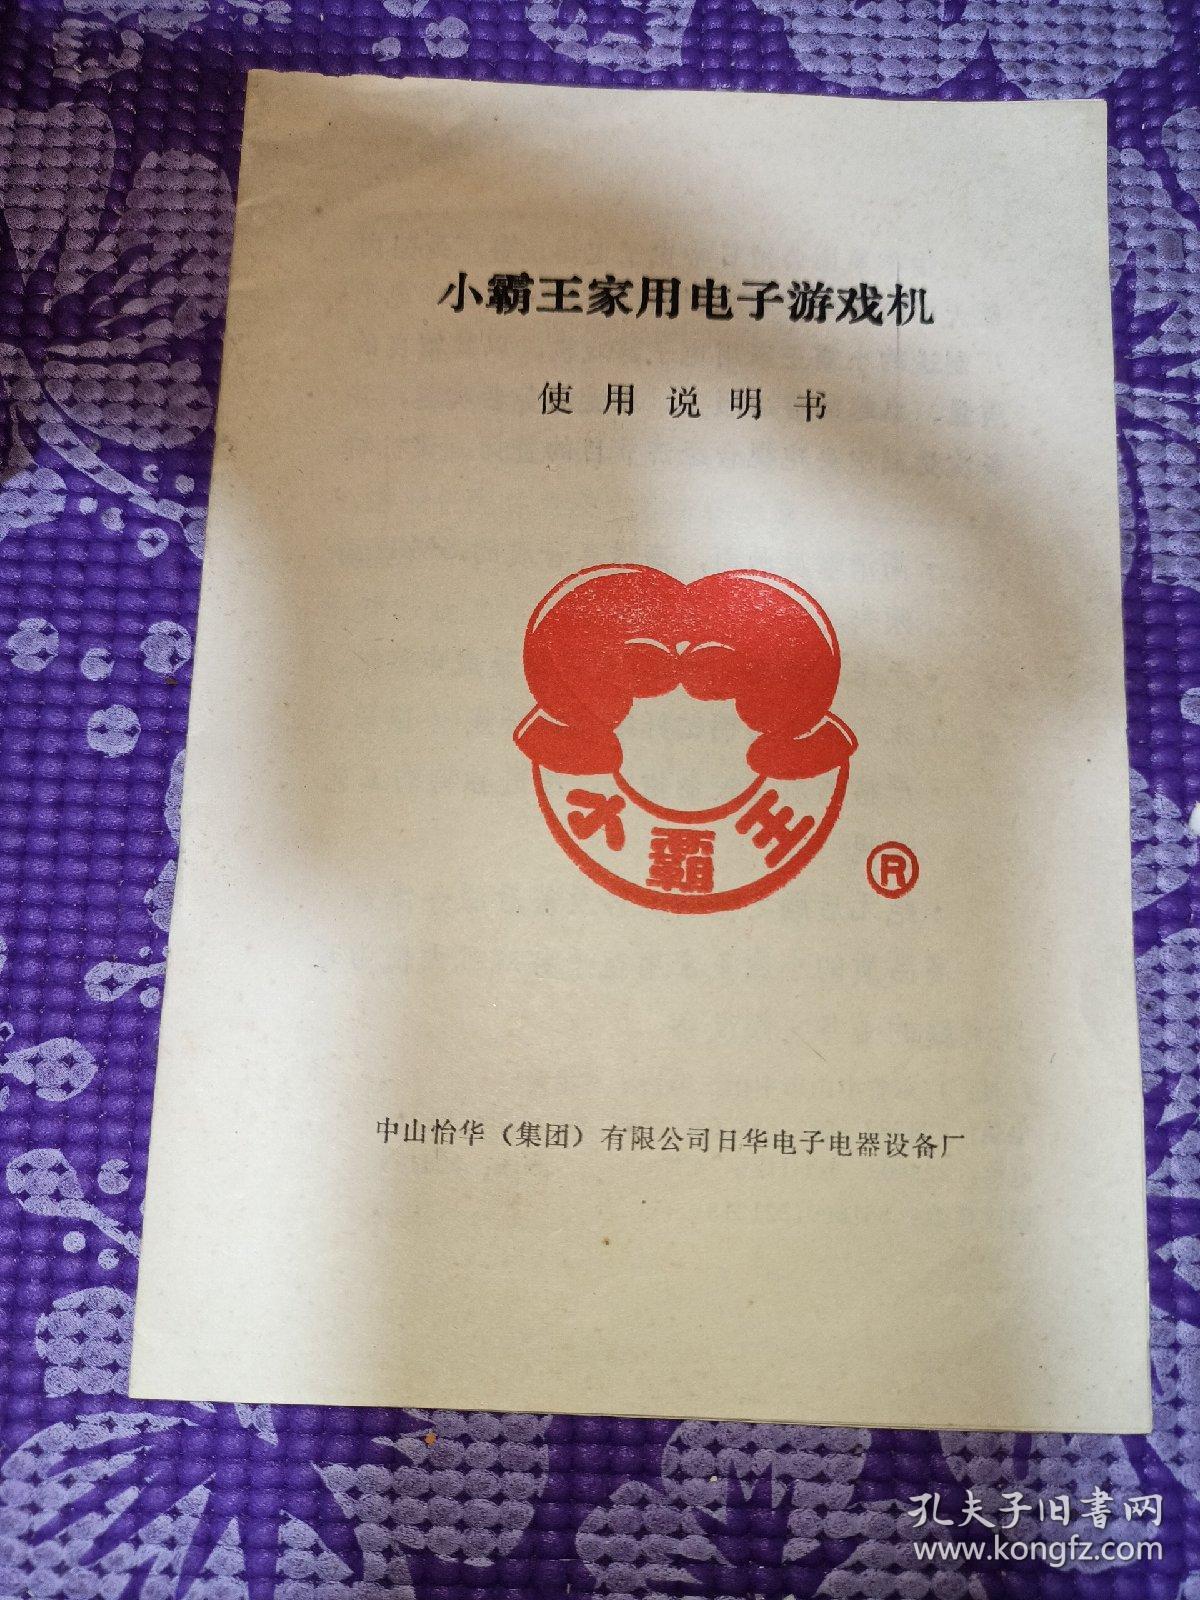 小霸王家用电子游戏机
使用说明书
小霸王
®
中山怡华（集团）有限公司日华电子电器设备厂
孔夫子旧书网
www.kongfz.com